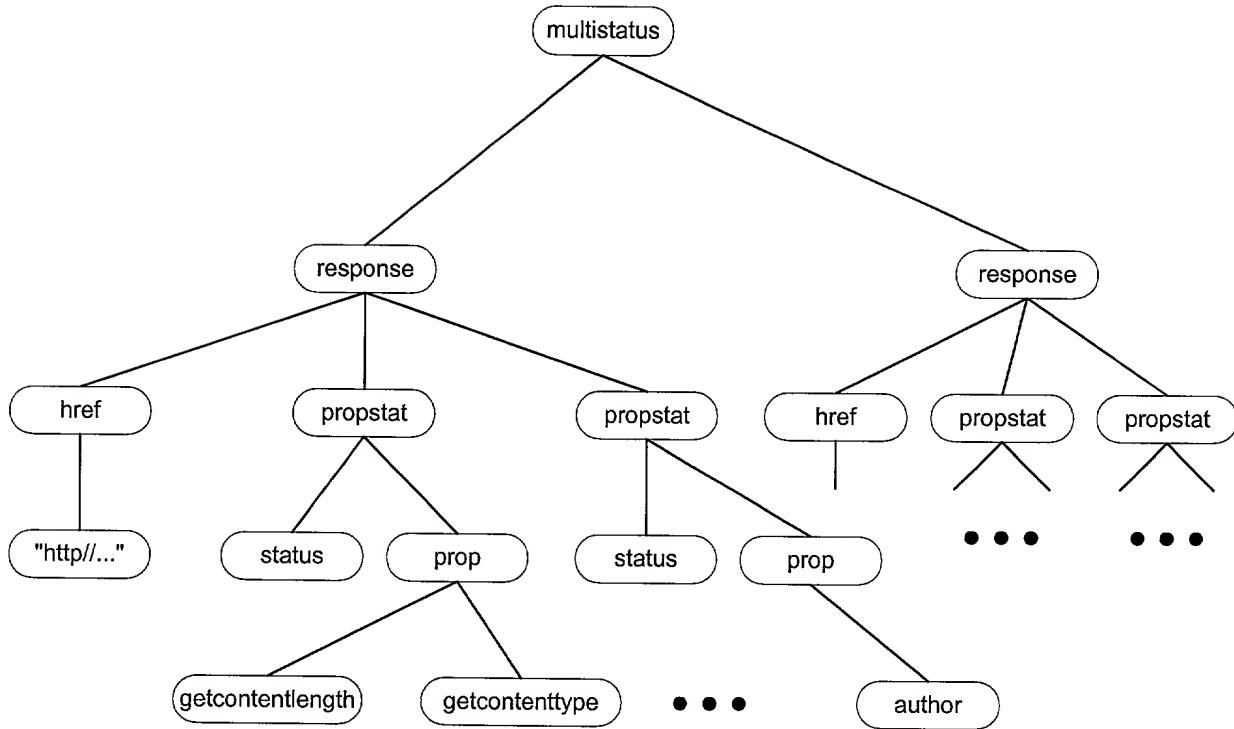 multistatus
response
response
href
propstat
propstat
href
propstat
propstat
"http//..."
status
prop
status
prop
getcontentlength
getcontenttype
author